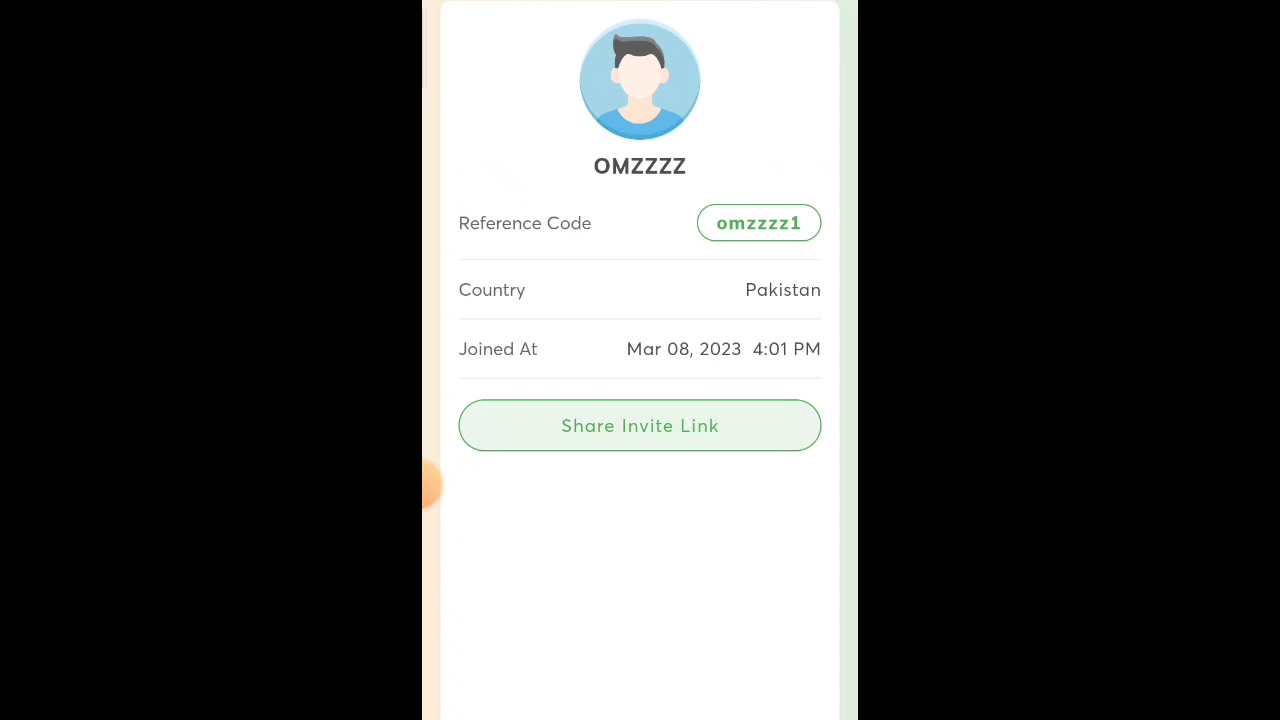 OMZZZZ
Reference Code omzzzz1
Country Pakistan
Joined At Mar 08, 2023 4:01 PM
Share Invite Link